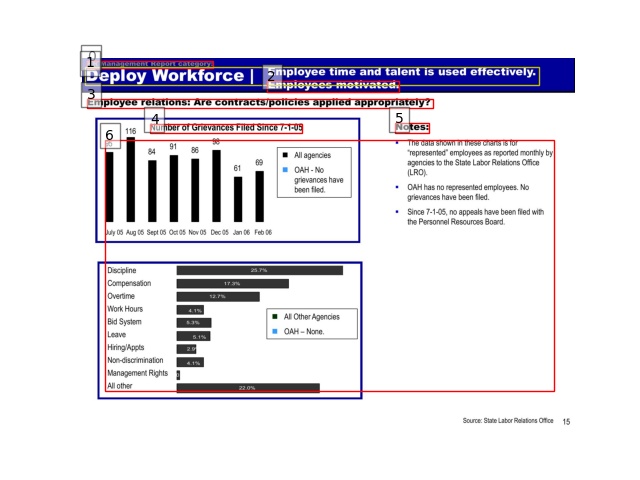 0
1 Management Report Category:
Deploy Workforce |
2 Employee time and talent is used effectively.
Employees motivated.
3
Employee relations: Are contracts/policies applied appropriately?
4
Number of Grievances Filed Since 7-1-05
5
Notes:
6
116
84
91
86
98
61
69
All agencies
OAH - No
grievances have
been filed.
July 05 Aug 05 Sept 05 Oct 05 Nov 05 Dec 05 Jan 06 Feb 06
• The data shown in these charts is for
"represented" employees as reported monthly by
agencies to the State Labor Relations Office
(LRO).
• OAH has no represented employees. No
grievances have been filed.
• Since 7-1-05, no appeals have been filed with
the Personnel Resources Board.
Discipline 25.7%
Compensation 17.3%
Overtime 12.7%
Work Hours 4.1%
Bid System 5.3%
Leave 5.1%
Hiring/Appts 2.9%
Non-discrimination 4.1%
Management Rights
All other 22.0%
All Other Agencies
OAH – None.
Source: State Labor Relations Office 15